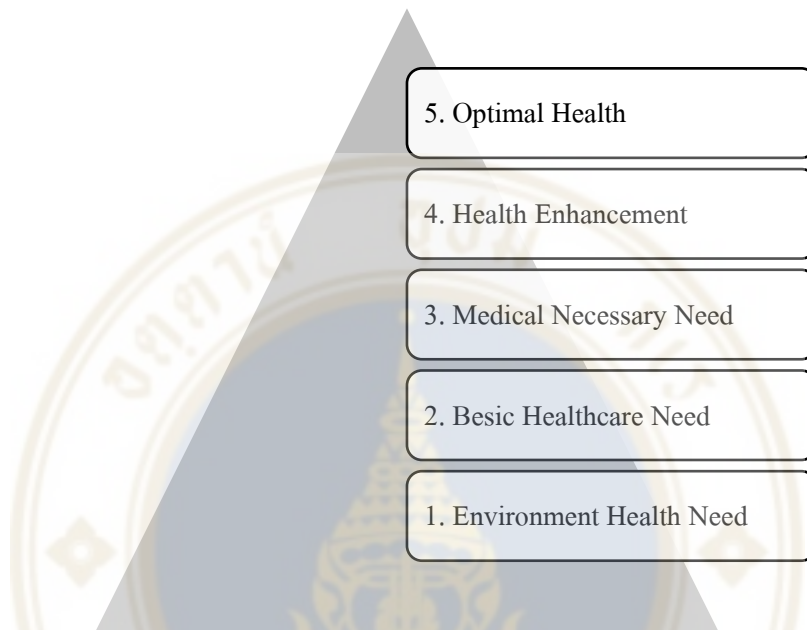 5. Optimal Health
4. Health Enhancement
3. Medical Necessary Need
2. Besic Healthcare Need
1. Environment Health Need